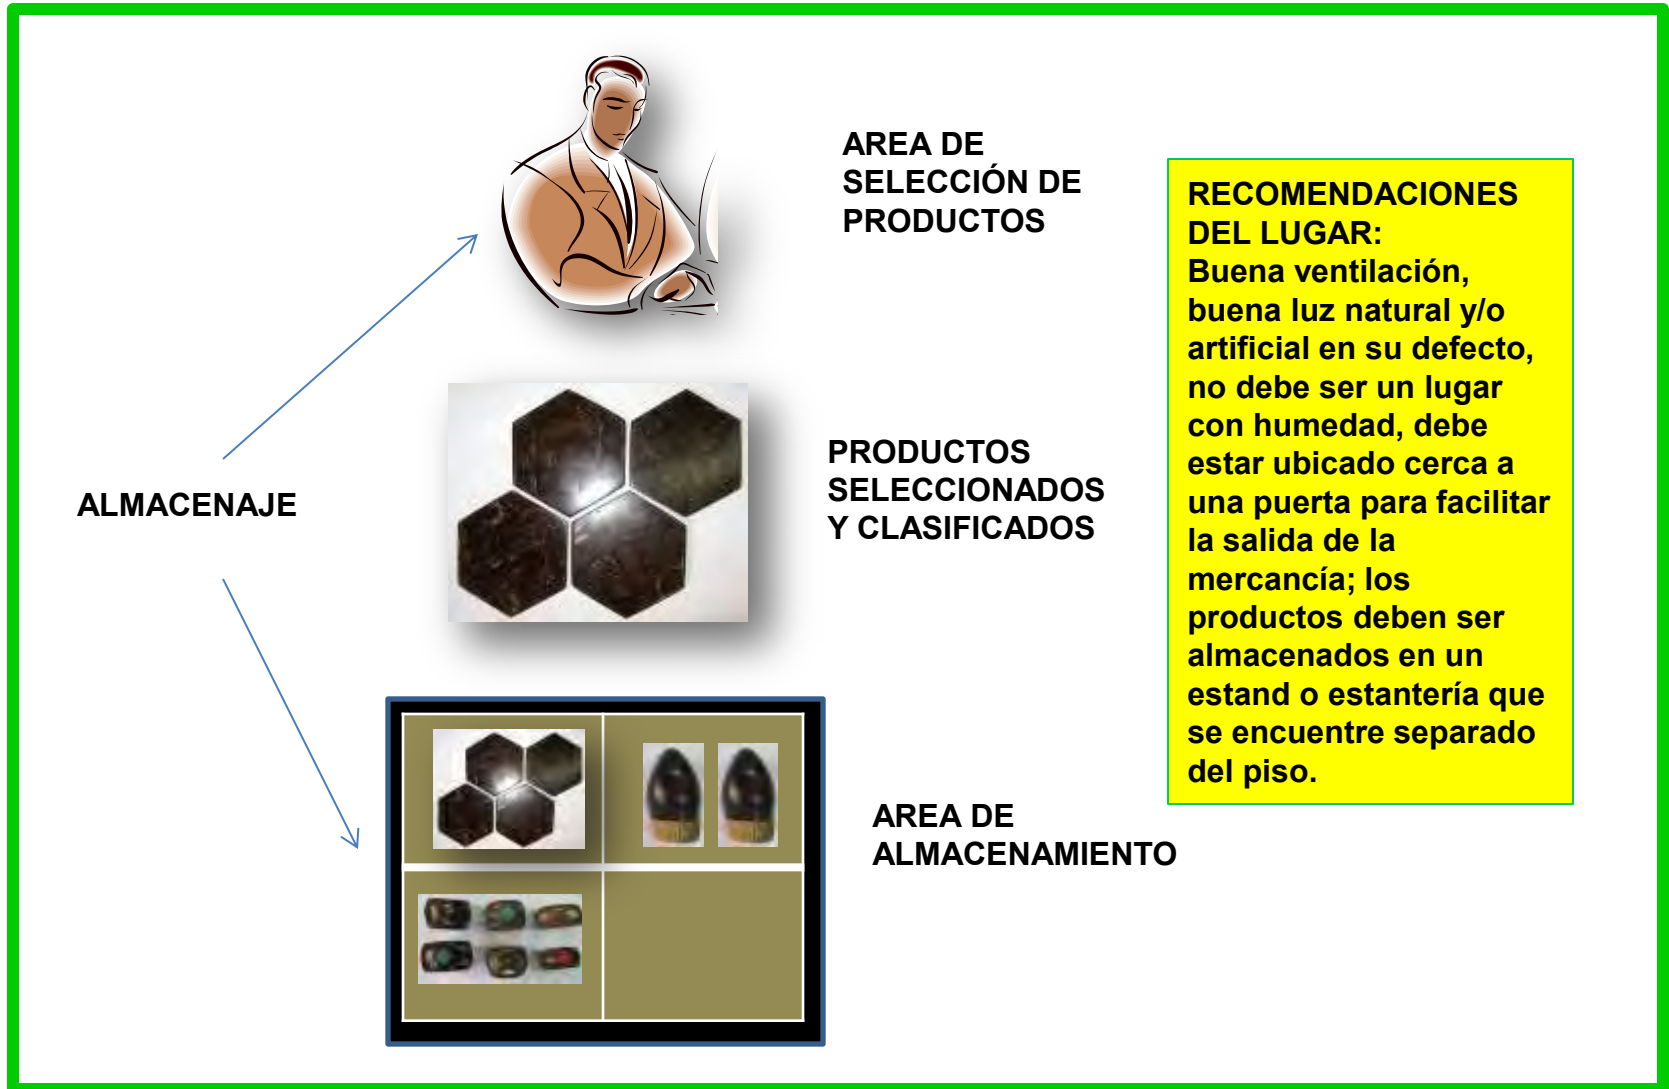 AREA DE
SELECCIÓN DE
PRODUCTOS
RECOMENDACIONES
DEL LUGAR:
Buena ventilación,
buena luz natural y/o
artificial en su defecto,
no debe ser un lugar
con humedad, debe
estar ubicado cerca a
una puerta para facilitar
la salida de la
mercancía; los
productos deben ser
almacenados en un
estand o estantería que
se encuentre separado
del piso.
PRODUCTOS
SELECCIONADOS
Y CLASIFICADOS
ALMACENAJE
AREA DE
ALMACENAMIENTO